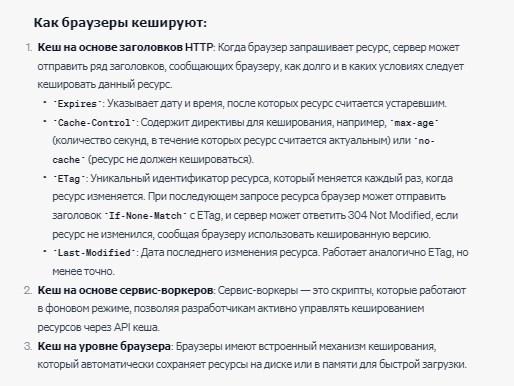 Как браузеры кешируют:
1. Кеш на основе заголовков HTTP: Когда браузер запрашивает ресурс, сервер может
отправить ряд заголовков, сообщающих браузеру, как долго и в каких условиях следует
кешировать данный ресурс.
• `Expires`: Указывает дату и время, после которых ресурс считается устаревшим.
• `Cache-Control`: Содержит директивы для кеширования, например, `max-age`
(количество секунд, в течение которых ресурс считается актуальным) или `no-
cache` (ресурс не должен кешироваться).
• `ETag`: Уникальный идентификатор ресурса, который меняется каждый раз, когда
ресурс изменяется. При последующем запросе ресурса браузер может отправить
заголовок `If-None-Match` с ETag, и сервер может ответить 304 Not Modified, если
ресурс не изменился, сообщая браузеру использовать кешированную версию.
• `Last-Modified`: Дата последнего изменения ресурса. Работает аналогично ETag, но
менее точно.
2. Кеш на основе сервис-воркеров: Сервис-воркеры — это скрипты, которые работают
в фоновом режиме, позволяя разработчикам активно управлять кешированием
ресурсов через API кеша.
3. Кеш на уровне браузера: Браузеры имеют встроенный механизм кеширования,
который автоматически сохраняет ресурсы на диске или в памяти для быстрой загрузки.